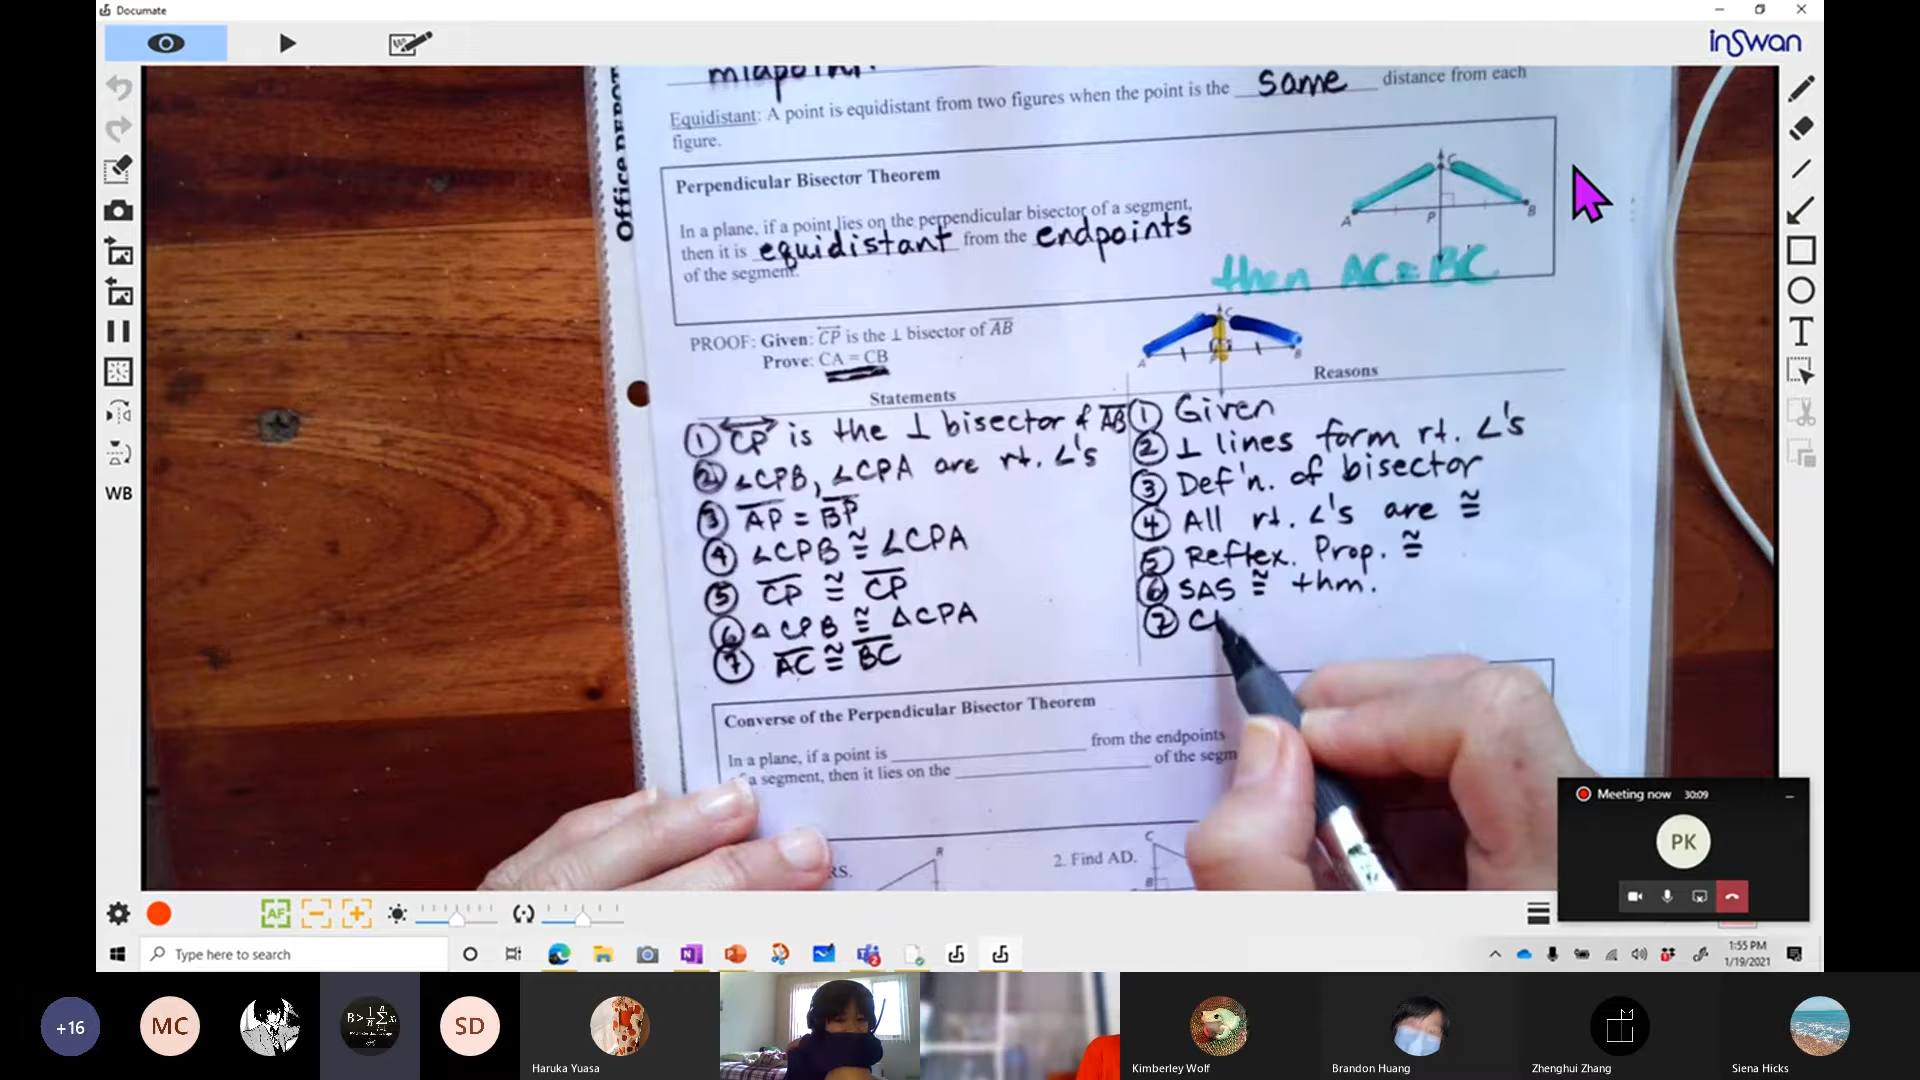 Documate
inSwan
midpoint.
Equidistant: A point is equidistant from two figures when the point is the same distance from each
figure.
Office DEPOT
Perpendicular Bisector Theorem
In a plane, if a point lies on the perpendicular bisector of a segment,
then it is equidistant from the endpoints
of the segment.
C
A P B
then AC = BC
PROOF: Given: CP is the ⊥ bisector of AB
Prove: CA = CB
C
A P B
Statements Reasons
① CP is the ⊥ bisector of AB ① Given
② ∠CPB, ∠CPA are rt. ∠'s ② ⊥ lines form rt. ∠'s
③ AP = BP ③ Def'n. of bisector
④ ∠CPB ≅ ∠CPA ④ All rt. ∠'s are ≅
⑤ CP ≅ CP ⑤ Reflex. Prop. ≅
⑥ △CPB ≅ △CPA ⑥ SAS ≅ thm.
⑦ AC ≅ BC ⑦ C
Converse of the Perpendicular Bisector Theorem
In a plane, if a point is ____ from the endpoints
of a segment, then it lies on the ____ of the segm
RS.
R
2. Find AD.
C
B
WB
AF
Meeting now 30:09
PK
Type here to search
1:55 PM
1/19/2021
+16
MC
SD
Haruka Yuasa
Kimberley Wolf
Brandon Huang
Zhenghui Zhang
Siena Hicks